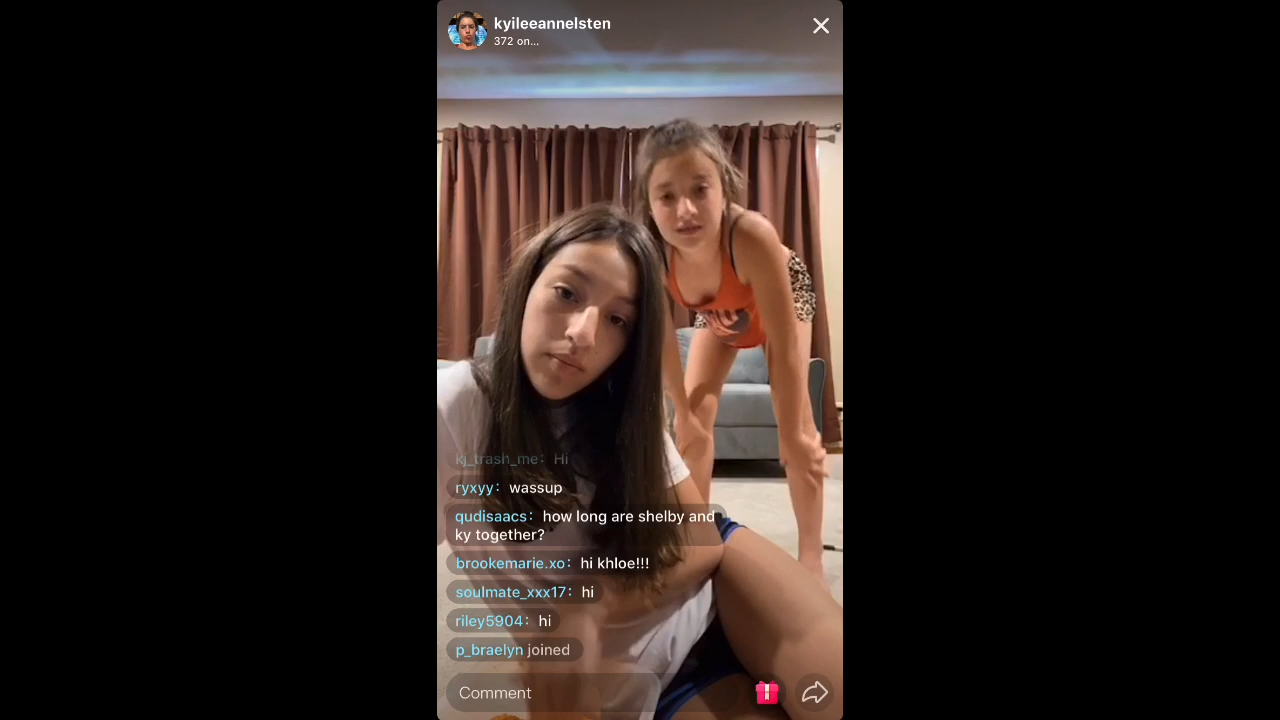 kyileeannelsten
372 on...
kj_trash_me: Hi
ryxyy: wassup
qudisaacs: how long are shelby and
ky together?
brookemarie.xo: hi khloe!!!
soulmate_xxx17: hi
riley5904: hi
p_braelyn joined
Comment